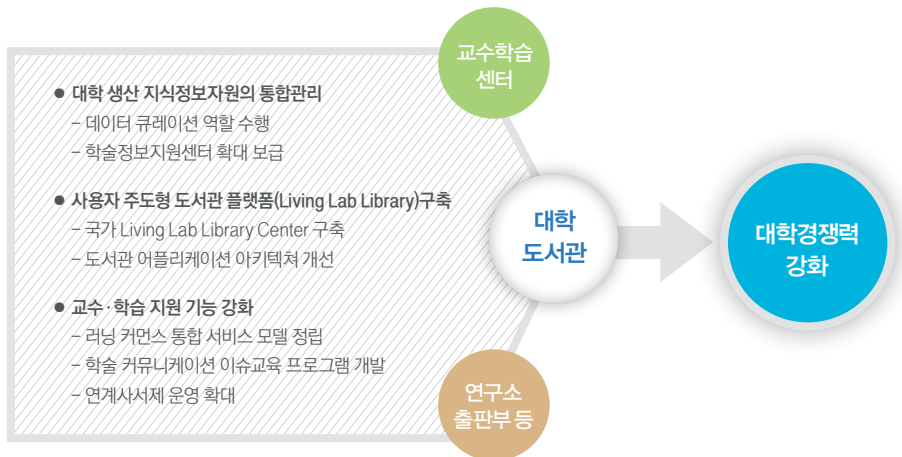 교수학습
센터
● 대학 생산 지식정보자원의 통합관리
– 데이터 큐레이션 역할 수행
– 학술정보지원센터 확대 보급
● 사용자 주도형 도서관 플랫폼(Living Lab Library)구축
– 국가 Living Lab Library Center 구축
– 도서관 어플리케이션 아키텍쳐 개선
● 교수·학습 지원 기능 강화
– 러닝 커먼스 통합 서비스 모델 정립
– 학술 커뮤니케이션 이슈교육 프로그램 개발
– 연계사서제 운영 확대
대학
도서관
대학경쟁력
강화
연구소
출판부 등